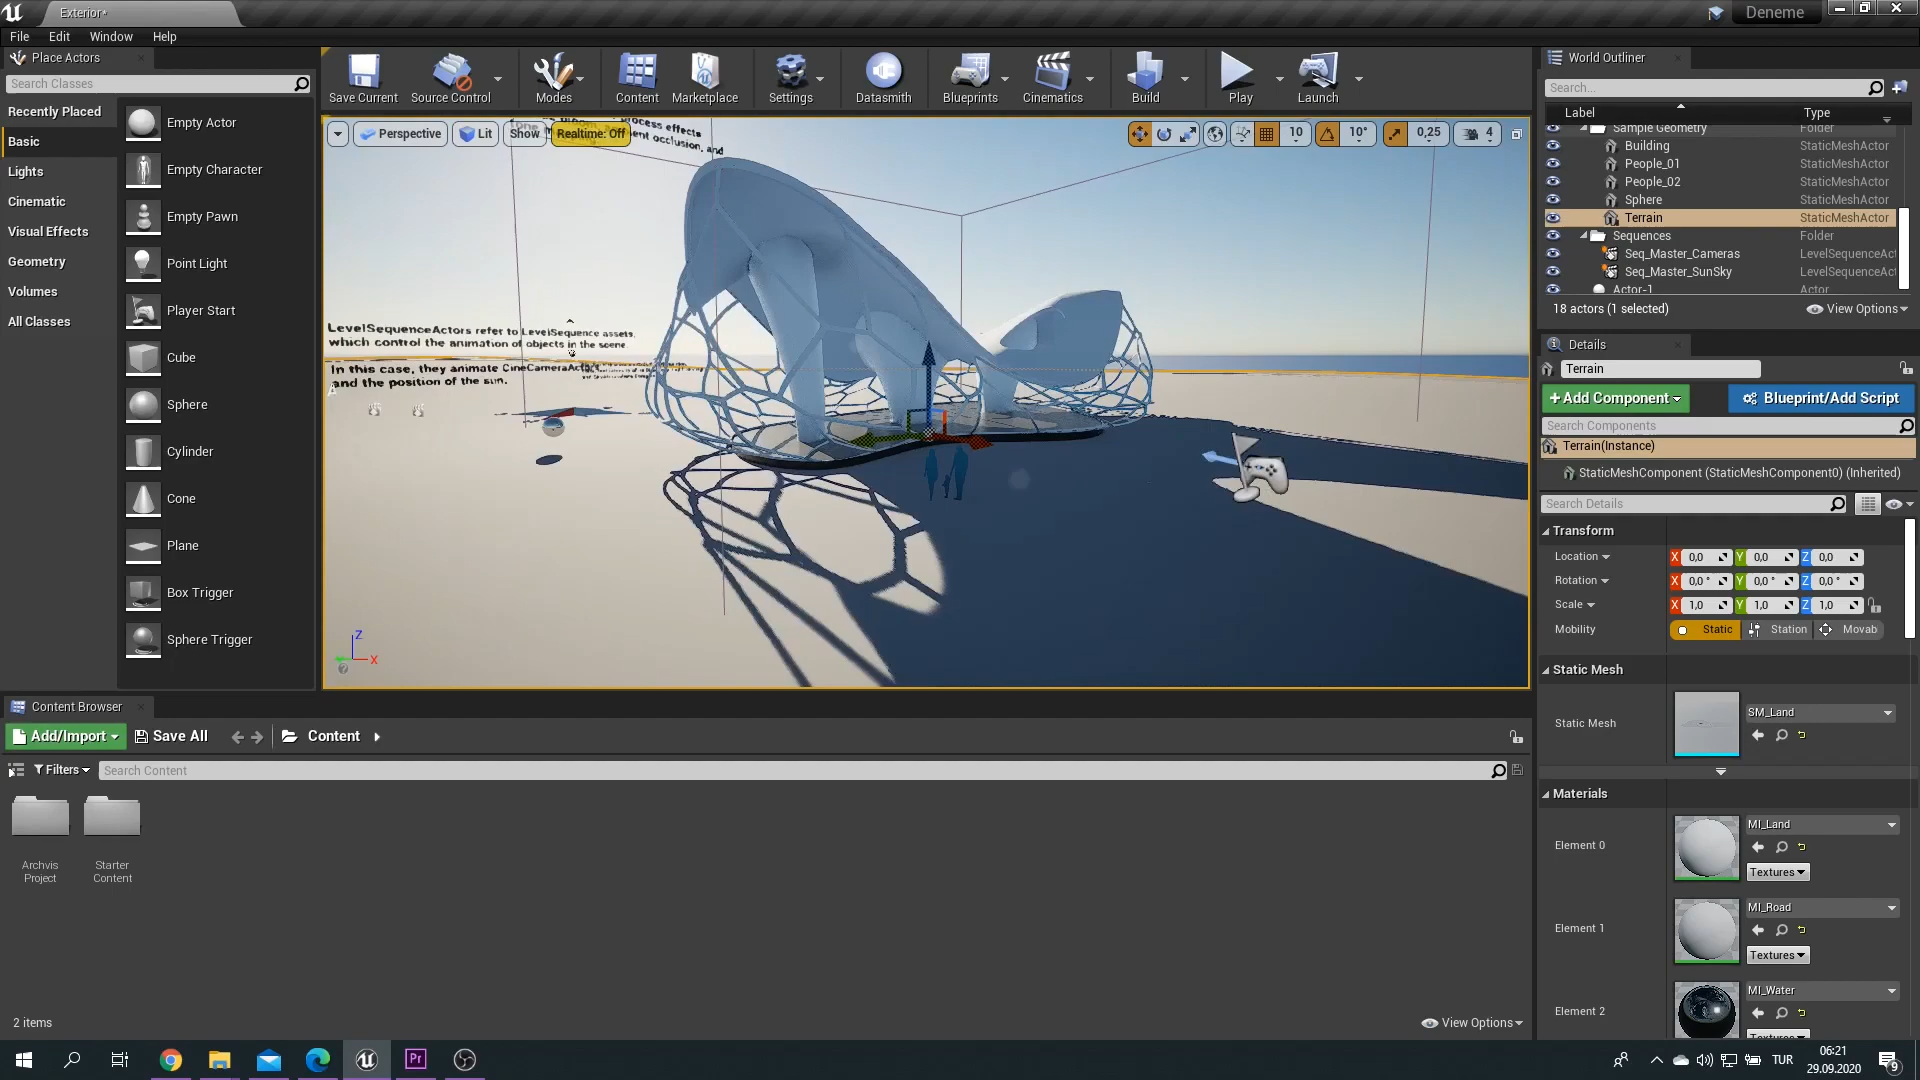 Exterior*
Deneme
File Edit Window Help
Place Actors
Search Classes
Recently Placed
Basic
Lights
Cinematic
Visual Effects
Geometry
Volumes
All Classes
Empty Actor
Empty Character
Empty Pawn
Point Light
Player Start
Cube
Sphere
Cylinder
Cone
Plane
Box Trigger
Sphere Trigger
Save Current
Source Control
Modes
Content
Marketplace
Settings
Datasmith
Blueprints
Cinematics
Build
Play
Launch
Perspective
Lit
Show
Realtime: Off
10
10°
0,25
4
process effects
ent occlusion, and
LevelSequenceActors refer to LevelSequence assets,
which control the animation of objects in the scene.
In this case, they animate CineCameraActor
and the position of the sun.
Z
X
World Outliner
Search...
Label Type
Sample Geometry Folder
Building StaticMeshActor
People_01 StaticMeshActor
People_02 StaticMeshActor
Sphere StaticMeshActor
Terrain StaticMeshActor
Sequences Folder
Seq_Master_Cameras LevelSequenceAct
Seq_Master_SunSky LevelSequenceAct
Actor-1 Actor
18 actors (1 selected)
View Options
Details
Terrain
+Add Component
Blueprint/Add Script
Search Components
Terrain(Instance)
StaticMeshComponent (StaticMeshComponent0) (Inherited)
Search Details
Transform
Location X 0,0 Y 0,0 Z 0,0
Rotation X 0,0 ° Y 0,0 ° Z 0,0 °
Scale X 1,0 Y 1,0 Z 1,0
Mobility Static Station Movab
Static Mesh
Static Mesh
SM_Land
Materials
Element 0
MI_Land
Textures
Element 1
MI_Road
Textures
Element 2
MI_Water
Content Browser
Add/Import
Save All
Content
Filters
Search Content
Archvis
Project
Starter
Content
2 items
View Options
Pr
TUR
06:21
29.09.2020
9